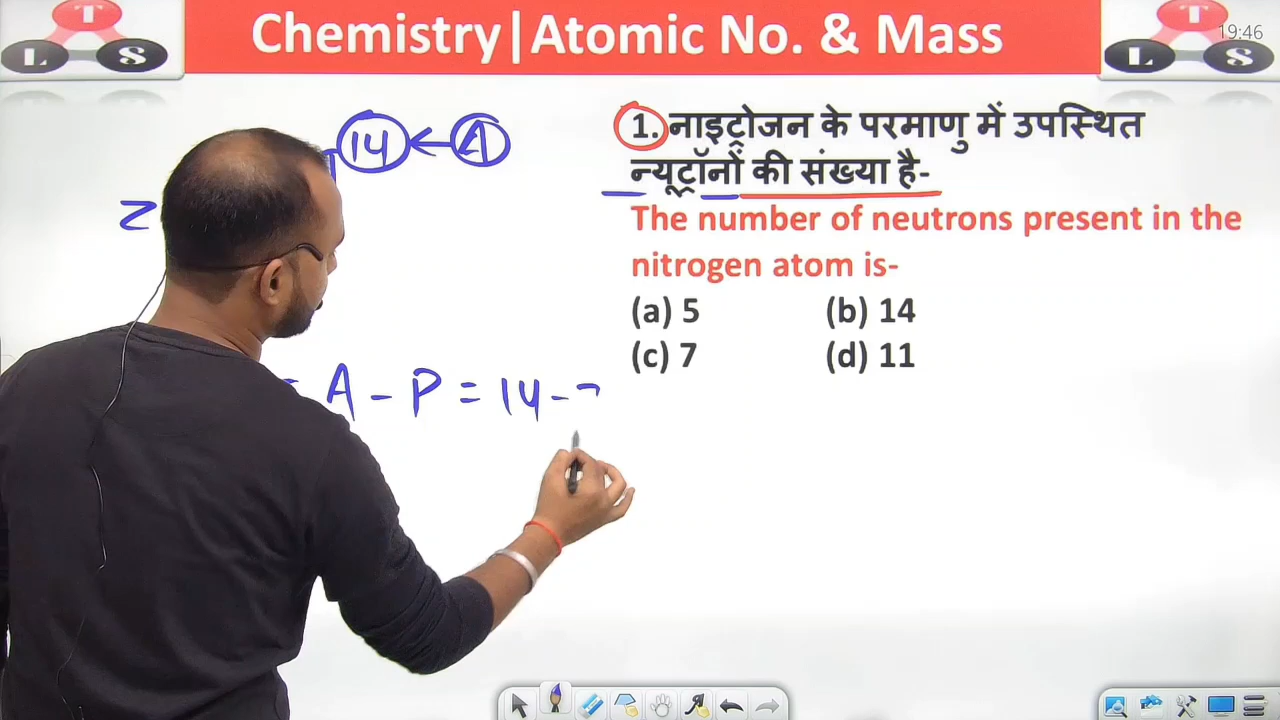 T
L S
Chemistry|Atomic No. & Mass
T
L S
19:46
14 ← A
Z
= A - P = 14 -
1. नाइट्रोजन के परमाणु में उपस्थित
न्यूट्रॉनों की संख्या है-
The number of neutrons present in the
nitrogen atom is-
(a) 5 (b) 14
(c) 7 (d) 11